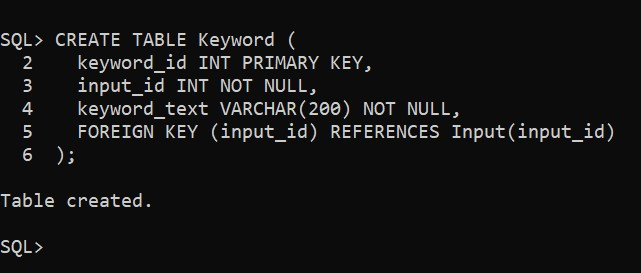 SQL> CREATE TABLE Keyword (
  2    keyword_id INT PRIMARY KEY,
  3    input_id INT NOT NULL,
  4    keyword_text VARCHAR(200) NOT NULL,
  5    FOREIGN KEY (input_id) REFERENCES Input(input_id)
  6  );
Table created.
SQL>